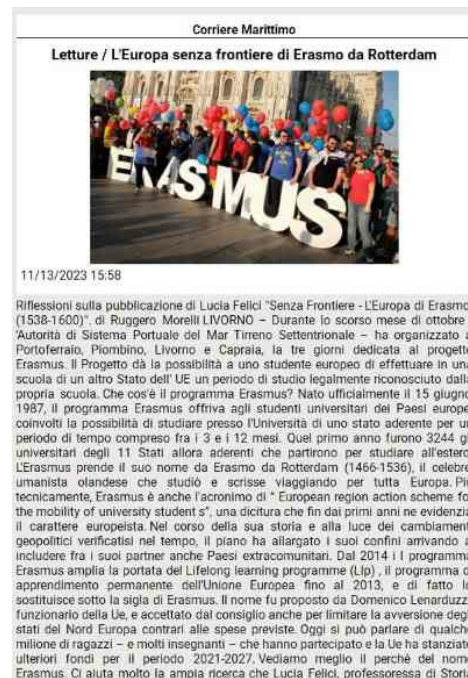 Corriere Marittimo
Letture / L'Europa senza frontiere di Erasmo da Rotterdam
ERASMUS
11/13/2023 15:58
Riflessioni sulla pubblicazione di Lucia Felici "Senza Frontiere - L'Europa di Erasmo
(1538-1600)". di Ruggero Morelli LIVORNO – Durante lo scorso mese di ottobre l
'Autorità di Sistema Portuale del Mar Tirreno Settentrionale – ha organizzato a
Portoferraio, Piombino, Livorno e Capraia, la tre giorni dedicata al progetto
Erasmus. Il Progetto dà la possibilità a uno studente europeo di effettuare in una
scuola di un altro Stato dell' UE un periodo di studio legalmente riconosciuto dalla
propria scuola. Che cos'è il programma Erasmus? Nato ufficialmente il 15 giugno
1987, il programma Erasmus offriva agli studenti universitari dei Paesi europei
coinvolti la possibilità di studiare presso l'Università di uno stato aderente per un
periodo di tempo compreso fra i 3 e i 12 mesi. Quel primo anno furono 3244 gli
universitari degli 11 Stati allora aderenti che partirono per studiare all'estero.
L'Erasmus prende il suo nome da Erasmo da Rotterdam (1466-1536), il celebre
umanista olandese che studiò e scrisse viaggiando per tutta Europa. Più
tecnicamente, Erasmus è anche l'acronimo di " European region action scheme for
the mobility of university student s", una dicitura che fin dai primi anni ne evidenzia
il carattere europeista. Nel corso della sua storia e alla luce dei cambiamenti
geopolitici verificatisi nel tempo, il piano ha allargato i suoi confini arrivando a
includere fra i suoi partner anche Paesi extracomunitari. Dal 2014 i l programma
Erasmus amplia la portata del Lifelong learning programme (Llp) , il programma di
apprendimento permanente dell'Unione Europea fino al 2013, e di fatto lo
sostituisce sotto la sigla di Erasmus. Il nome fu proposto da Domenico Lenarduzzi,
funzionario della Ue, e accettato dal consiglio anche per limitare la avversione degli
stati del Nord Europa contrari alle spese previste. Oggi si può parlare di qualche
milione di ragazzi – e molti insegnanti – che hanno partecipato e la Ue ha stanziato
ulteriori fondi per il periodo 2021-2027. Vediamo meglio il perchè del nome
Erasmus. Ci aiuta molto la ampia ricerca che Lucia Felici, professoressa di Storia